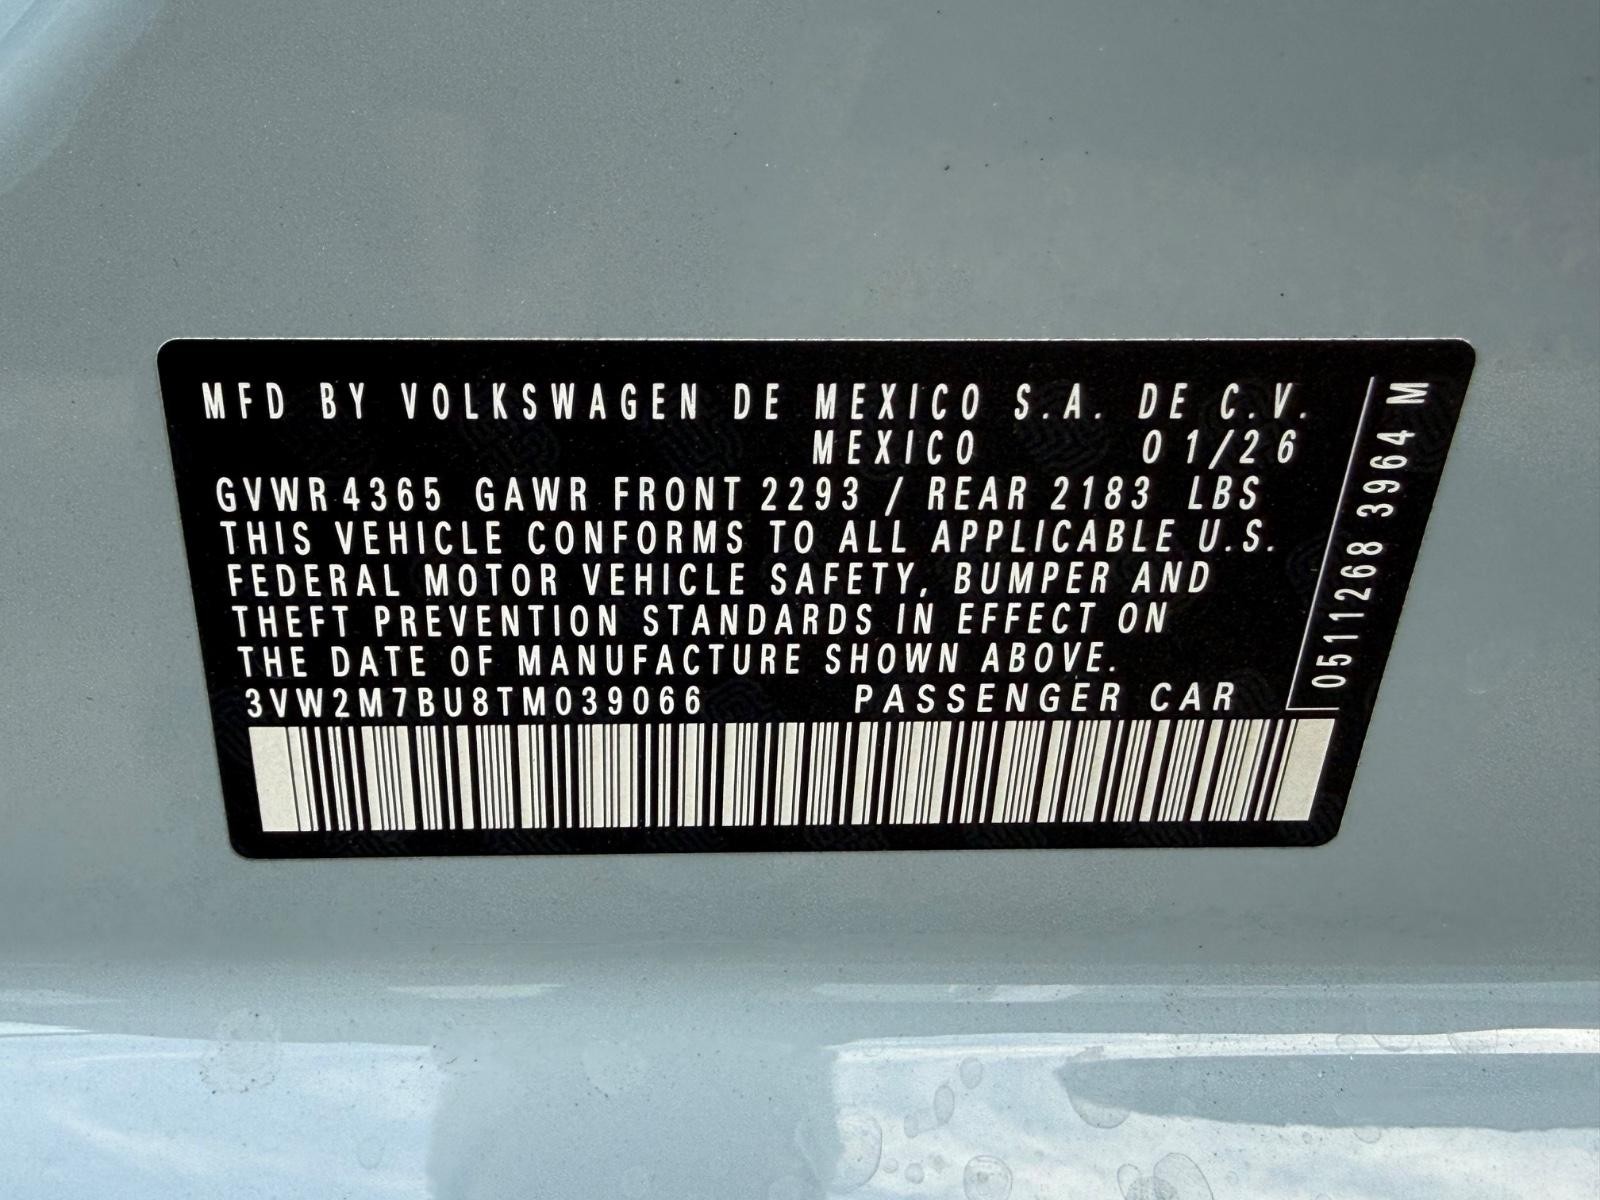 MFD BY VOLKSWAGEN DE MEXICO S.A. DE C.V.
MEXICO 01/26
GVWR 4365 GAWR FRONT 2293 / REAR 2183 LBS
THIS VEHICLE CONFORMS TO ALL APPLICABLE U.S.
FEDERAL MOTOR VEHICLE SAFETY, BUMPER AND
THEFT PREVENTION STANDARDS IN EFFECT ON
THE DATE OF MANUFACTURE SHOWN ABOVE.
3VW2M7BU8TM039066 PASSENGER CAR
0511268 3964 M